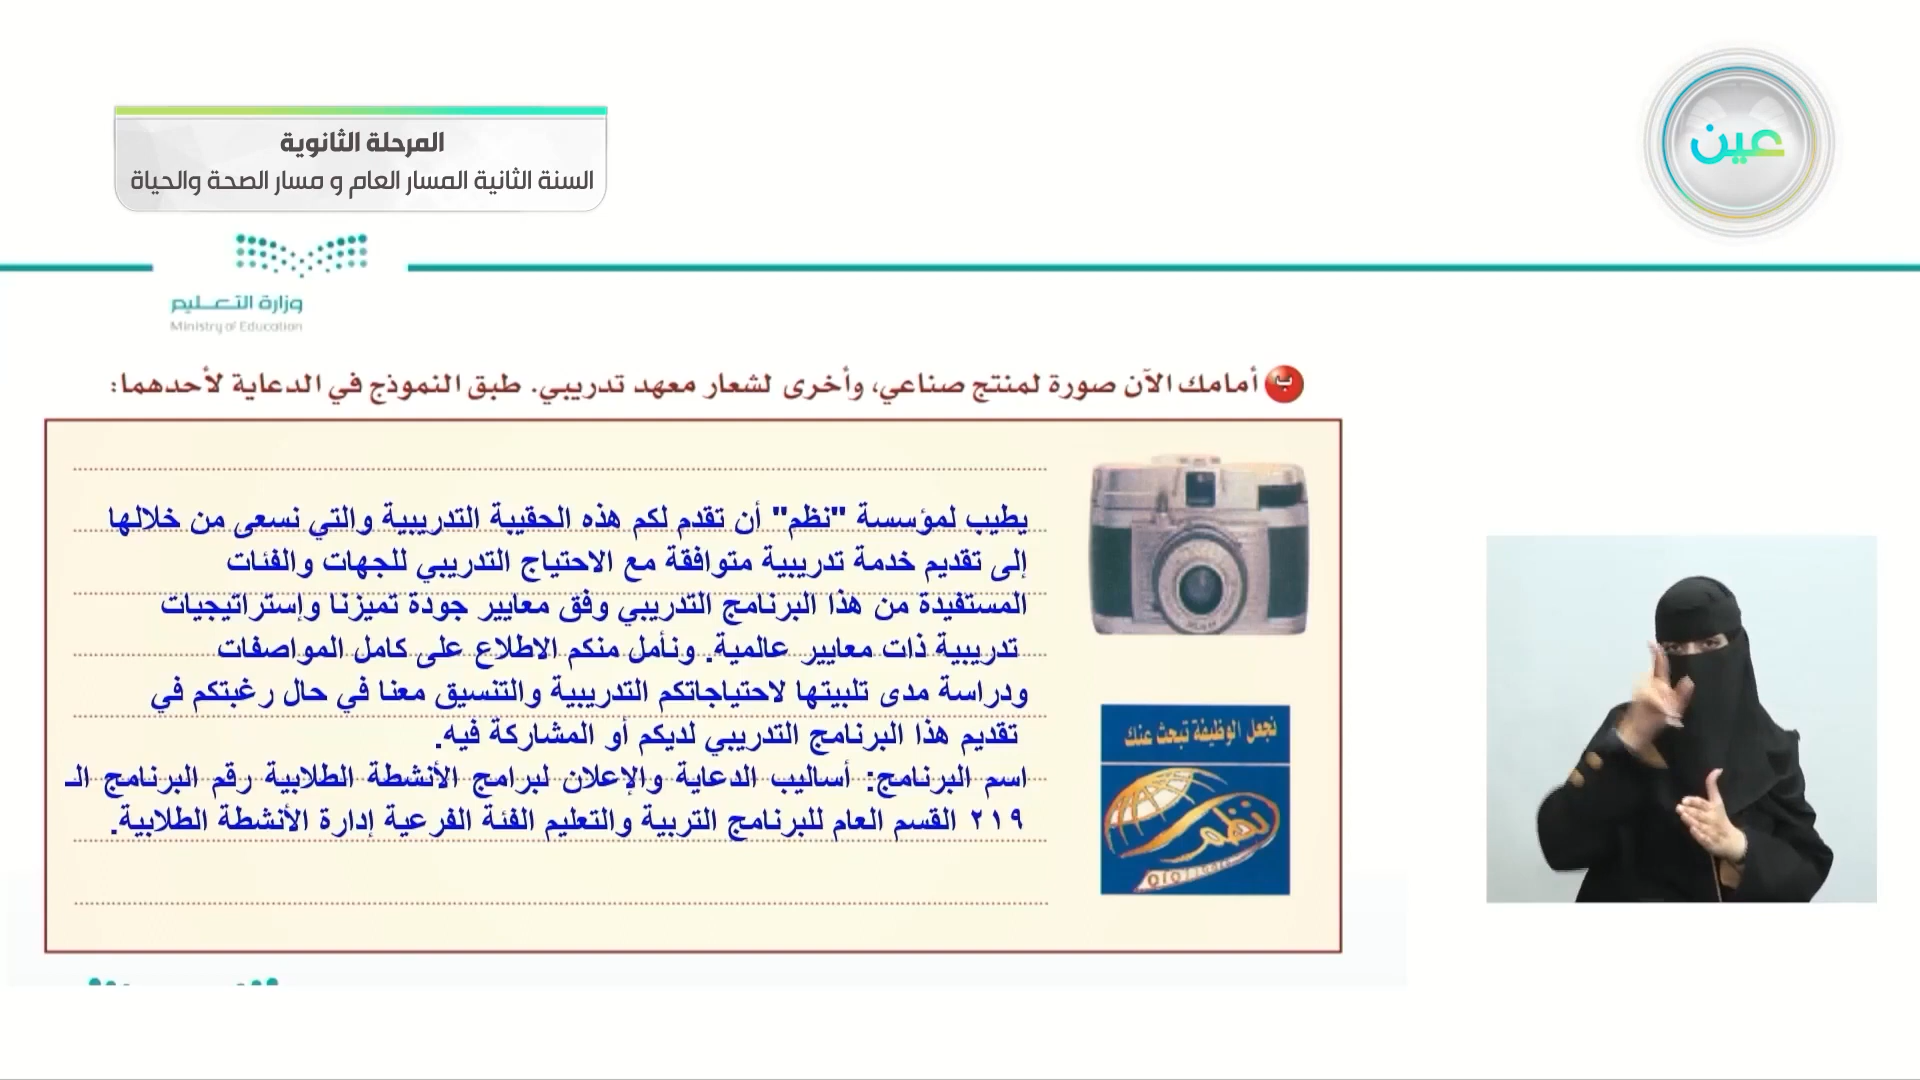 عين
المرحلة الثانوية
السنة الثانية المسار العام و مسار الصحة والحياة
وزارة التعليم
Ministry of Education
ب أمامك الآن صورة لمنتج صناعي، وأخرى لشعار معهد تدريبي. طبق النموذج في الدعاية لأحدهما:
يطيب لمؤسسة "نظم" أن تقدم لكم هذه الحقيبة التدريبية والتي نسعى من خلالها
إلى تقديم خدمة تدريبية متوافقة مع الاحتياج التدريبي للجهات والفئات
المستفيدة من هذا البرنامج التدريبي وفق معايير جودة تميزنا وإستراتيجيات
تدريبية ذات معايير عالمية. ونأمل منكم الاطلاع على كامل المواصفات
ودراسة مدى تلبيتها لاحتياجاتكم التدريبية والتنسيق معنا في حال رغبتكم في
تقديم هذا البرنامج التدريبي لديكم أو المشاركة فيه.
اسم البرنامج: أساليب الدعاية والإعلان لبرامج الأنشطة الطلابية رقم البرنامج الـ
٢١٩ القسم العام للبرنامج التربية والتعليم الفئة الفرعية إدارة الأنشطة الطلابية.
نجعل الوظيفة تبحث عنك
نظم